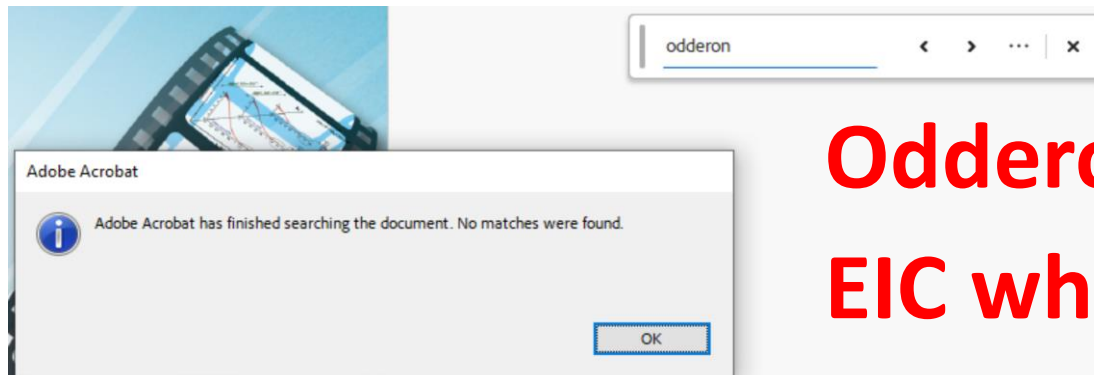 odderon
Adobe Acrobat
Adobe Acrobat has finished searching the document. No matches were found.
OK
EIC